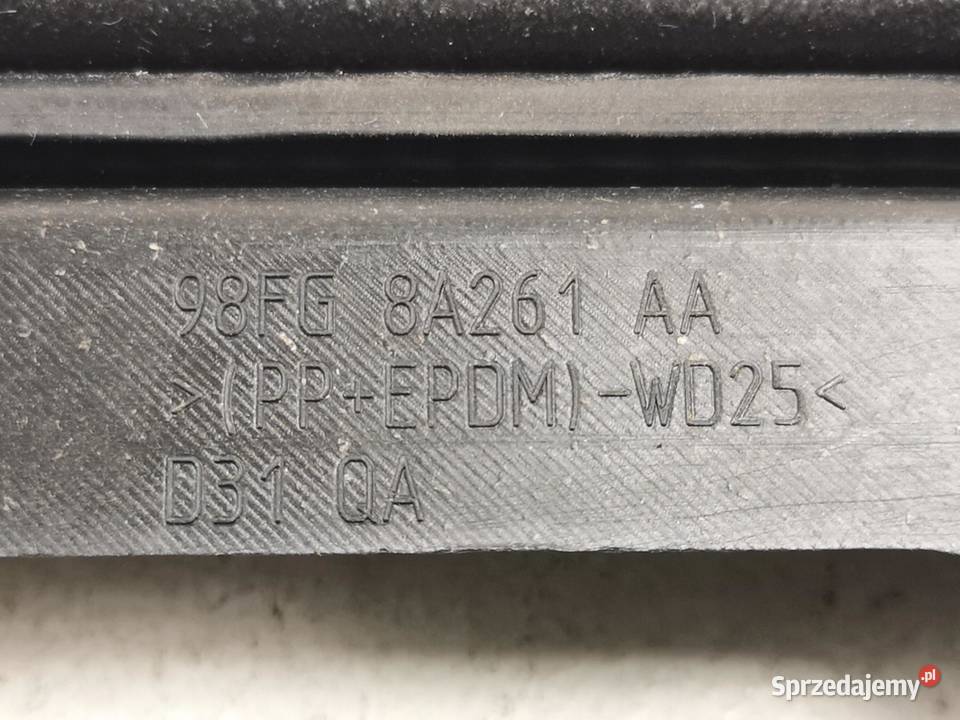 98FG 8A261 AA
>(PP+EPDM)-WD25<
D31 QA
Sprzedajemy.pl